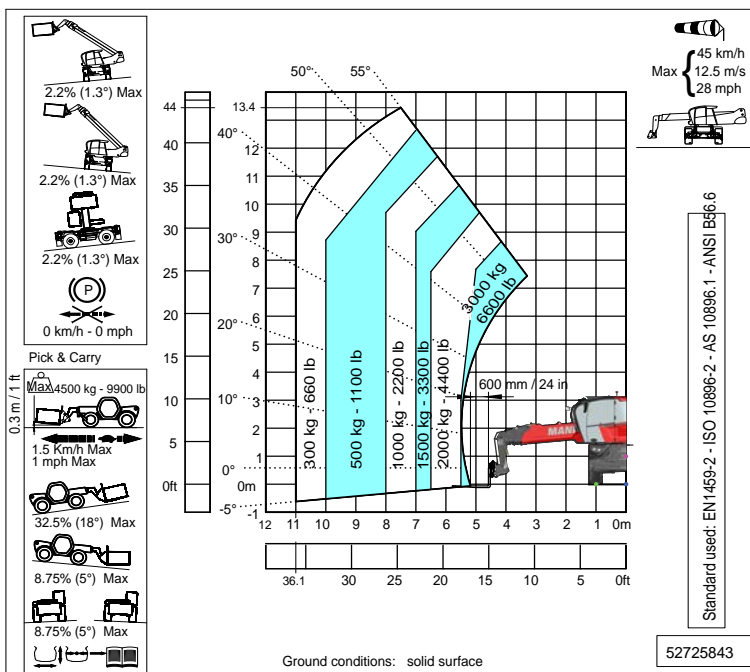 2.2% (1.3°) Max
2.2% (1.3°) Max
2.2% (1.3°) Max
P
0 km/h - 0 mph
Pick & Carry
0.3 m / 1 ft
Max
4500 kg - 9900 lb
1.5 Km/h Max
1 mph Max
32.5% (18°) Max
8.75% (5°) Max
8.75% (5°) Max
44
40
35
30
25
20
15
10
5
0ft
13.4
12
11
10
9
8
7
6
5
4
3
2
1
0m
-1
55°
50°
40°
30°
20°
10°
0°
-5°
300 kg - 660 lb
500 kg - 1100 lb
1000 kg - 2200 lb
1500 kg - 3300 lb
2000 kg - 4400 lb
3000 kg
6600 lb
600 mm / 24 in
MANI
12 11 10 9 8 7 6 5 4 3 2 1 0m
36.1 30 25 20 15 10 5 0ft
Ground conditions: solid surface
Max
45 km/h
12.5 m/s
28 mph
Standard used: EN1459-2 - ISO 10896-2 - AS 10896.1 - ANSI B56.6
52725843